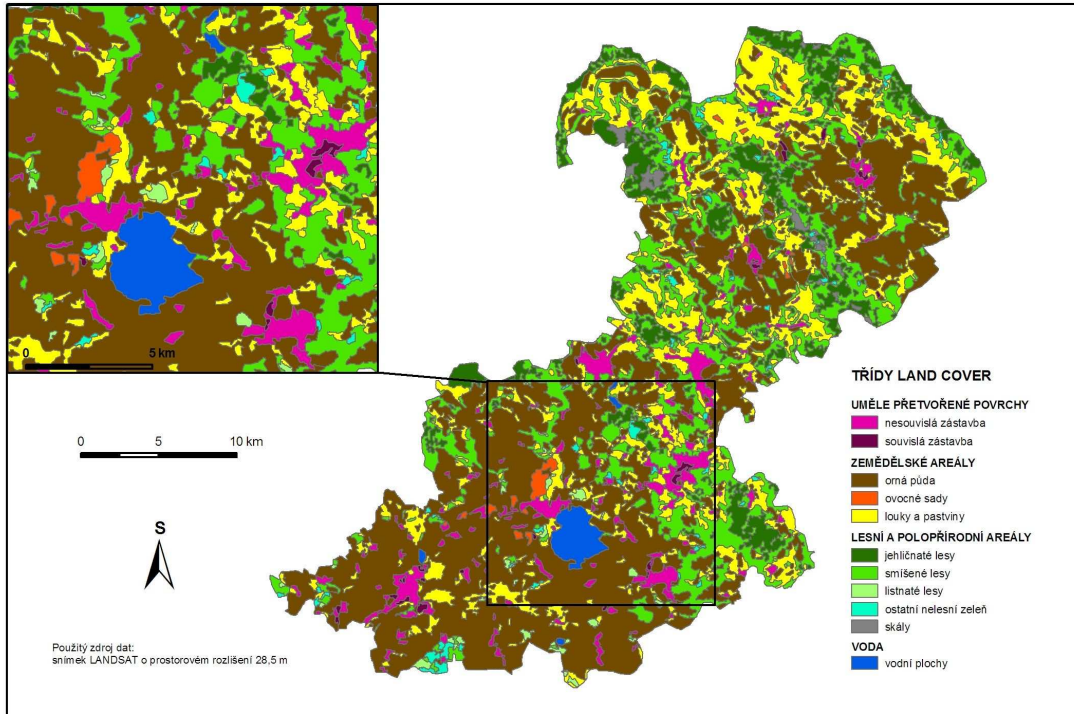 0 5 km
0 5 10 km
S
Použitý zdroj dat:
snímek LANDSAT o prostorovém rozlišení 28,5 m
TŘÍDY LAND COVER
UMĚLE PŘETVOŘENÉ POVRCHY
nesouvislá zástavba
souvislá zástavba
ZEMĚDĚLSKÉ AREÁLY
orná půda
ovocné sady
louky a pastviny
LESNÍ A POLOPŘÍRODNÍ AREÁLY
jehličnaté lesy
smíšené lesy
listnaté lesy
ostatní nelesní zeleň
skály
VODA
vodní plochy